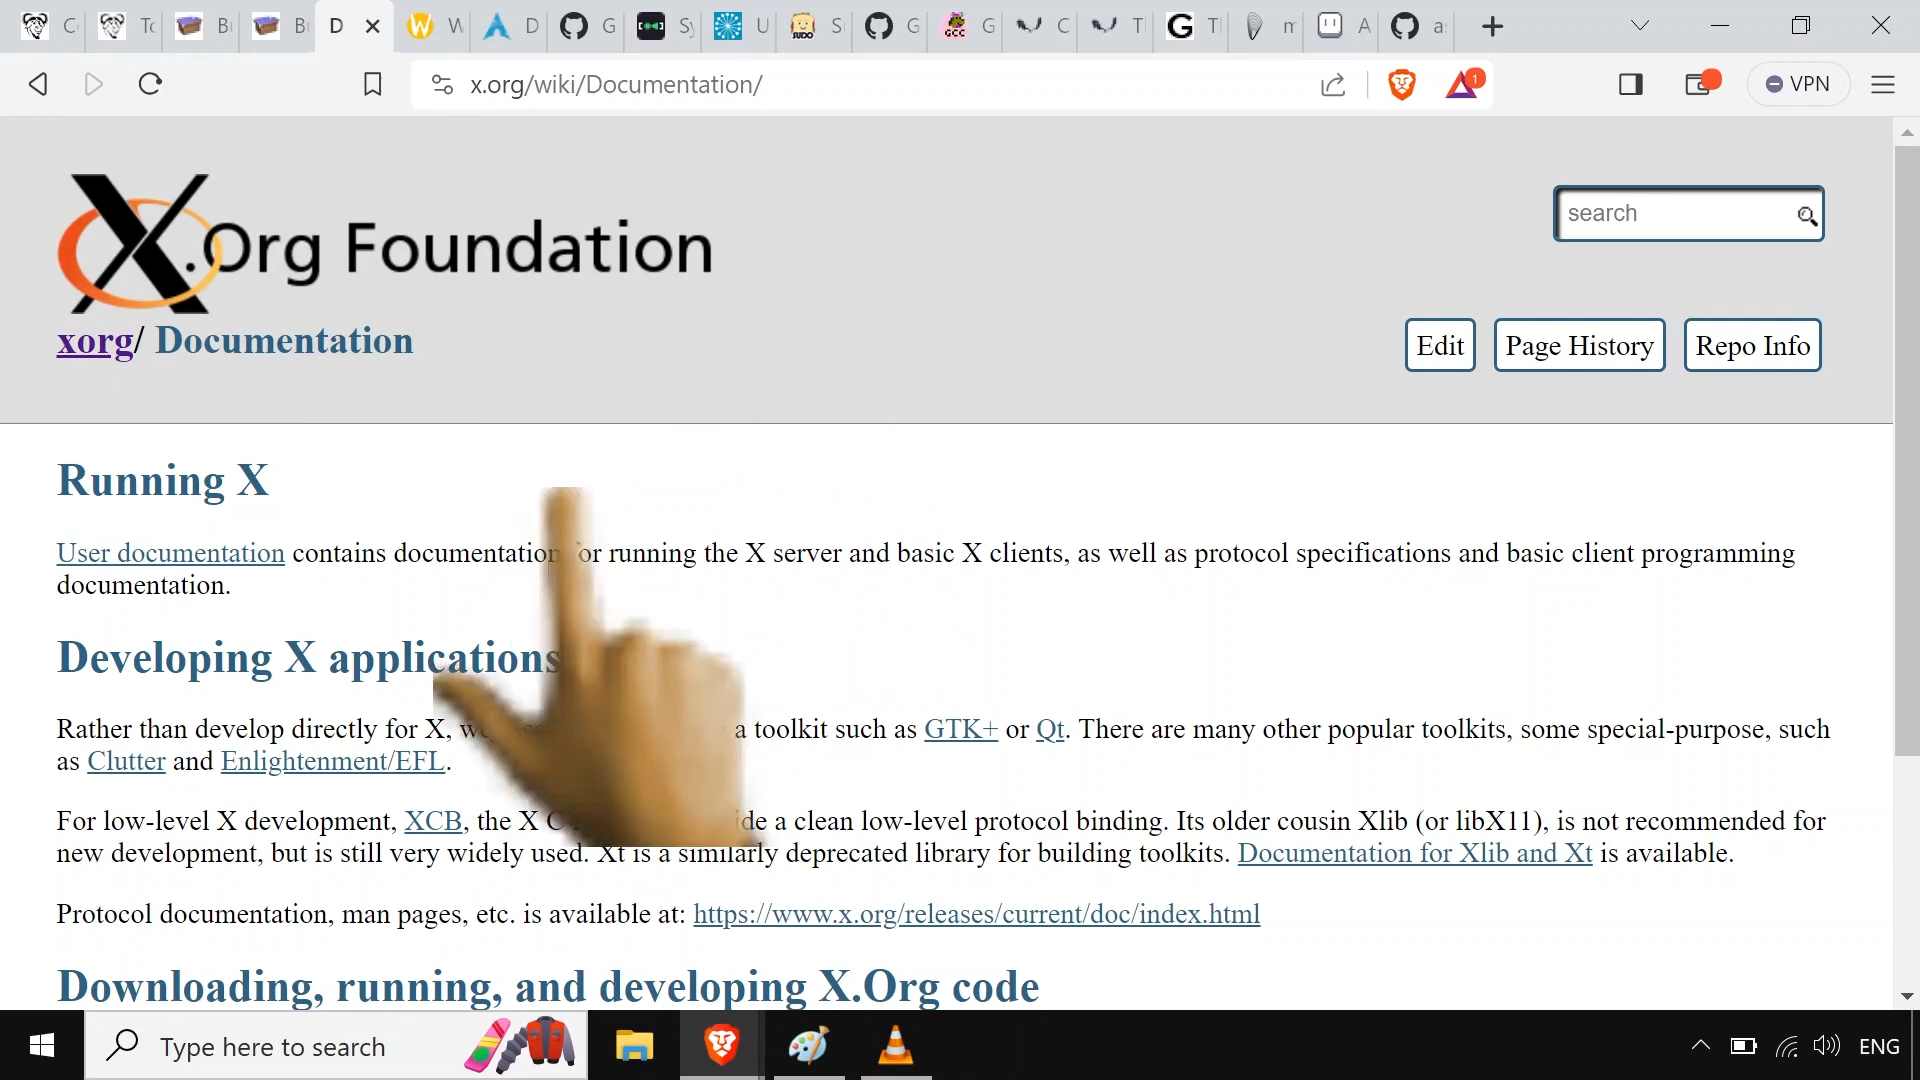 C
To
B
B
D
W
D
G
Sy
U
S
G
GCC
G
C
T
G
T
m
A
a
x.org/wiki/Documentation/
1
VPN
X.Org Foundation
search
xorg/ Documentation
Edit
Page History
Repo Info
Running X
User documentation contains documentation for running the X server and basic X clients, as well as protocol specifications and basic client programming
documentation.
Developing X applications
Rather than develop directly for X, a toolkit such as GTK+ or Qt. There are many other popular toolkits, some special-purpose, such
as Clutter and Enlightenment/EFL.
For low-level X development, XCB, the X C a clean low-level protocol binding. Its older cousin Xlib (or libX11), is not recommended for
new development, but is still very widely used. Xt is a similarly deprecated library for building toolkits. Documentation for Xlib and Xt is available.
Protocol documentation, man pages, etc. is available at: https://www.x.org/releases/current/doc/index.html
Downloading, running, and developing X.Org code
Type here to search
ENG